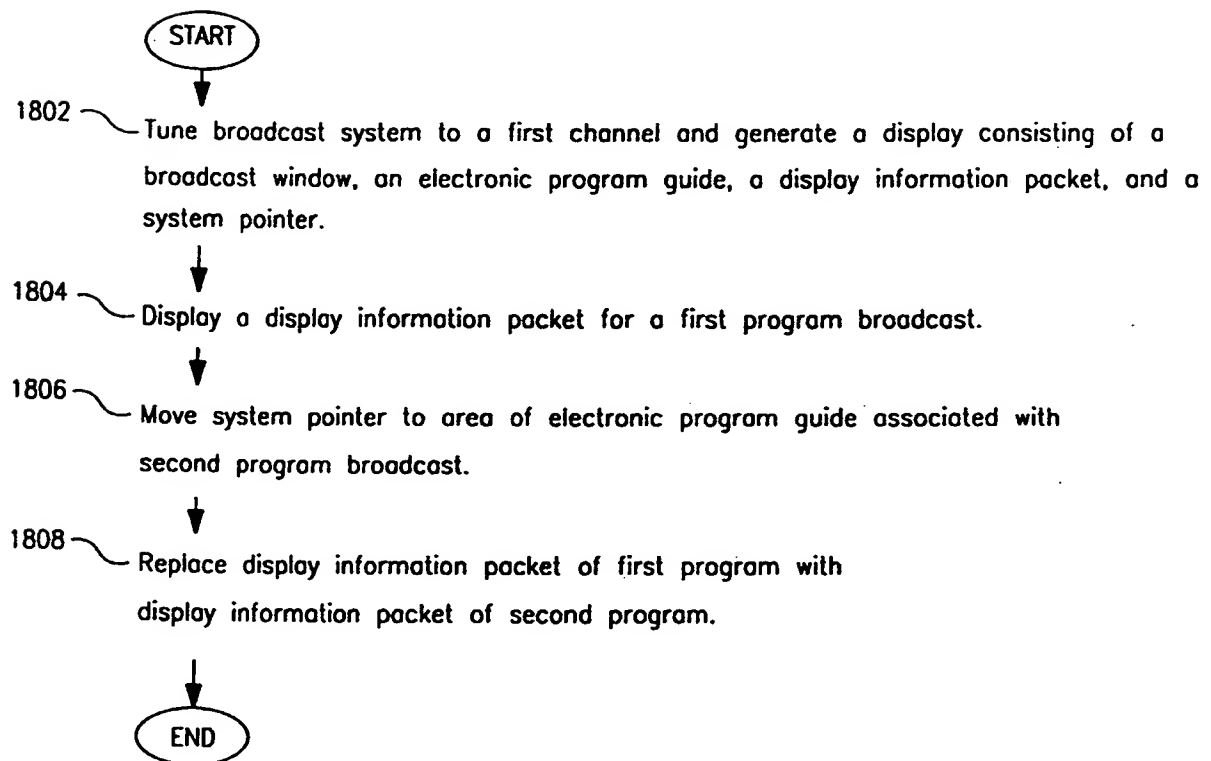 START
1802
Tune broadcast system to a first channel and generate a display consisting of a
broadcast window, an electronic program guide, a display information packet, and a
system pointer.
1804
Display a display information packet for a first program broadcast.
1806
Move system pointer to area of electronic program guide associated with
second program broadcast.
1808
Replace display information packet of first program with
display information packet of second program.
END